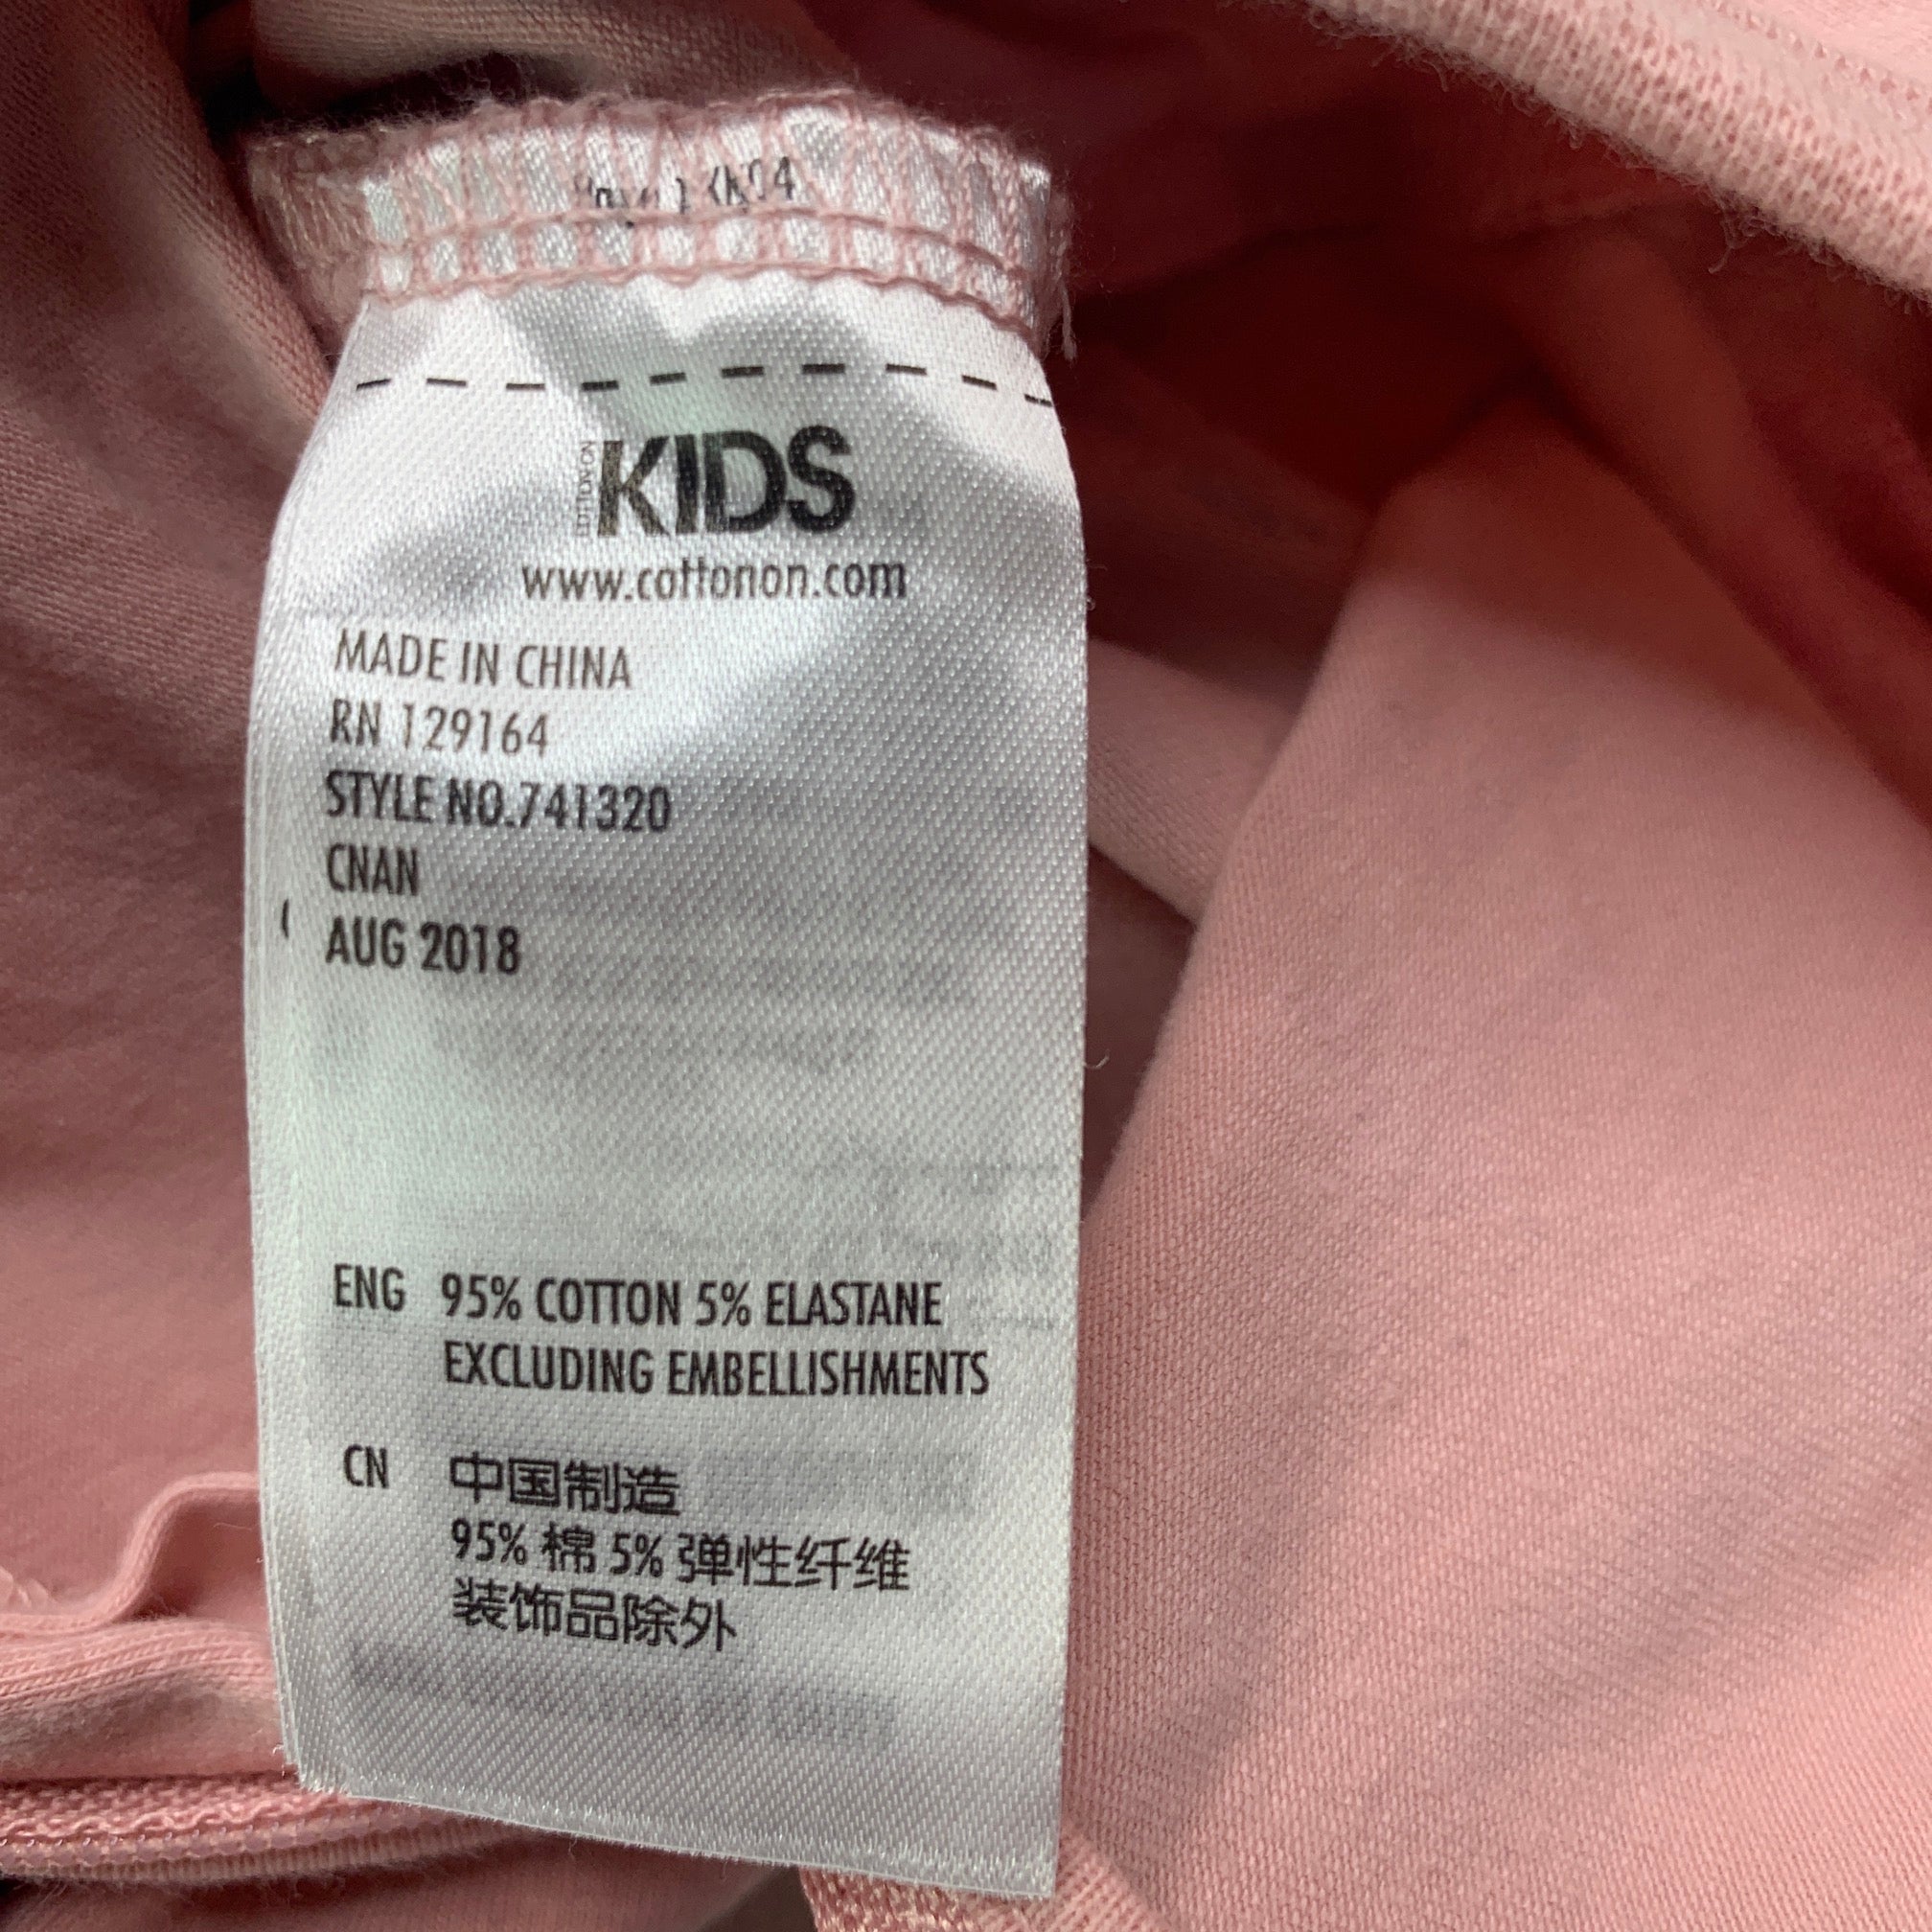 COTTON ON KIDS
www.cottonon.com
MADE IN CHINA
RN 129164
STYLE NO.741320
CNAN
AUG 2018
ENG 95% COTTON 5% ELASTANE
EXCLUDING EMBELLISHMENTS
CN 中国制造
95% 棉 5% 弹性纤维
装饰品除外